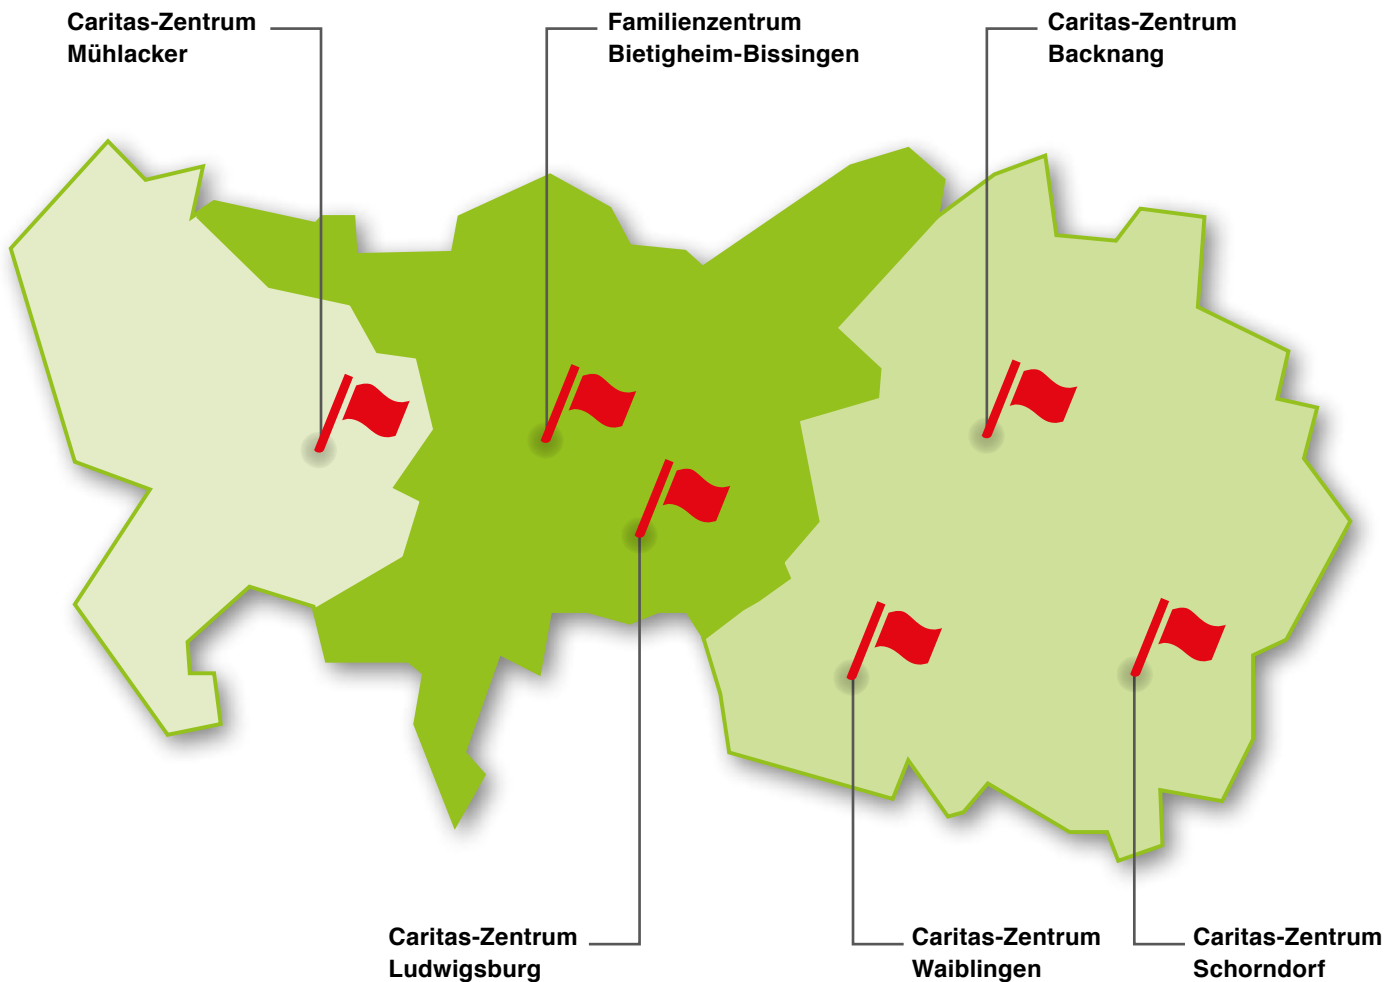 Caritas-Zentrum
Mühlacker
Familienzentrum
Bietigheim-Bissingen
Caritas-Zentrum
Backnang
Caritas-Zentrum
Ludwigsburg
Caritas-Zentrum
Waiblingen
Caritas-Zentrum
Schorndorf